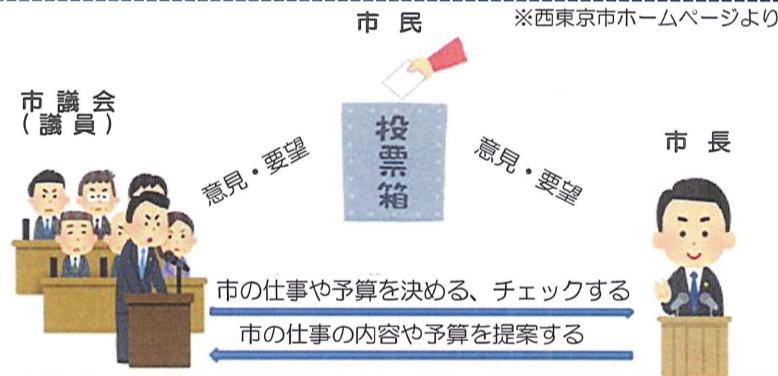 市民
※西東京市ホームページより
市議会
(議員)
投票箱
意見・要望
意見・要望
市長
市の仕事や予算を決める、チェックする
市の仕事の内容や予算を提案する